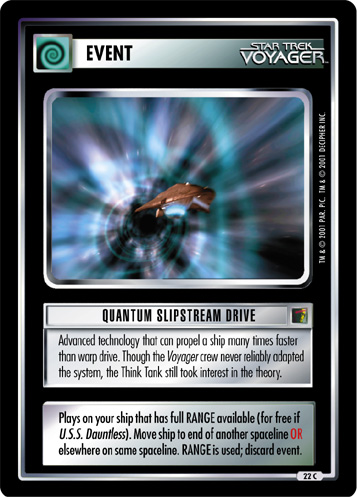 EVENT
STAR TREK
VOYAGER™
TM & © 2001 PAR. PIC. TM & © 2001 DECIPHER INC.
QUANTUM SLIPSTREAM DRIVE
Advanced technology that can propel a ship many times faster
than warp drive. Though the Voyager crew never reliably adapted
the system, the Think Tank still took interest in the theory.
Plays on your ship that has full RANGE available (for free if
U.S.S. Dauntless). Move ship to end of another spaceline OR
elsewhere on same spaceline. RANGE is used; discard event.
22 C